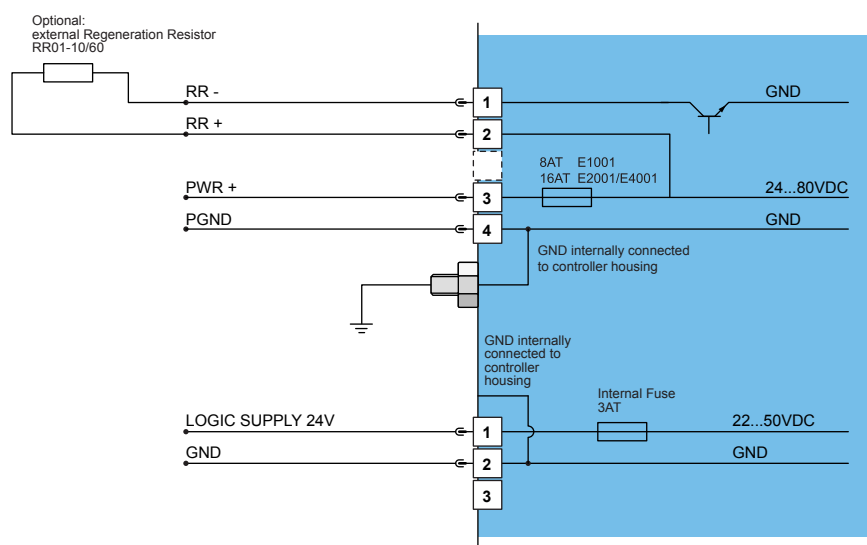 Optional:
external Regeneration Resistor
RR01-10/60
RR -
1
GND
RR +
2
8AT E1001
16AT E2001/E4001
PWR +
3
24...80VDC
PGND
4
GND
GND internally connected
to controller housing
GND internally
connected to
controller
housing
Internal Fuse
3AT
LOGIC SUPPLY 24V
1
22...50VDC
GND
2
GND
3